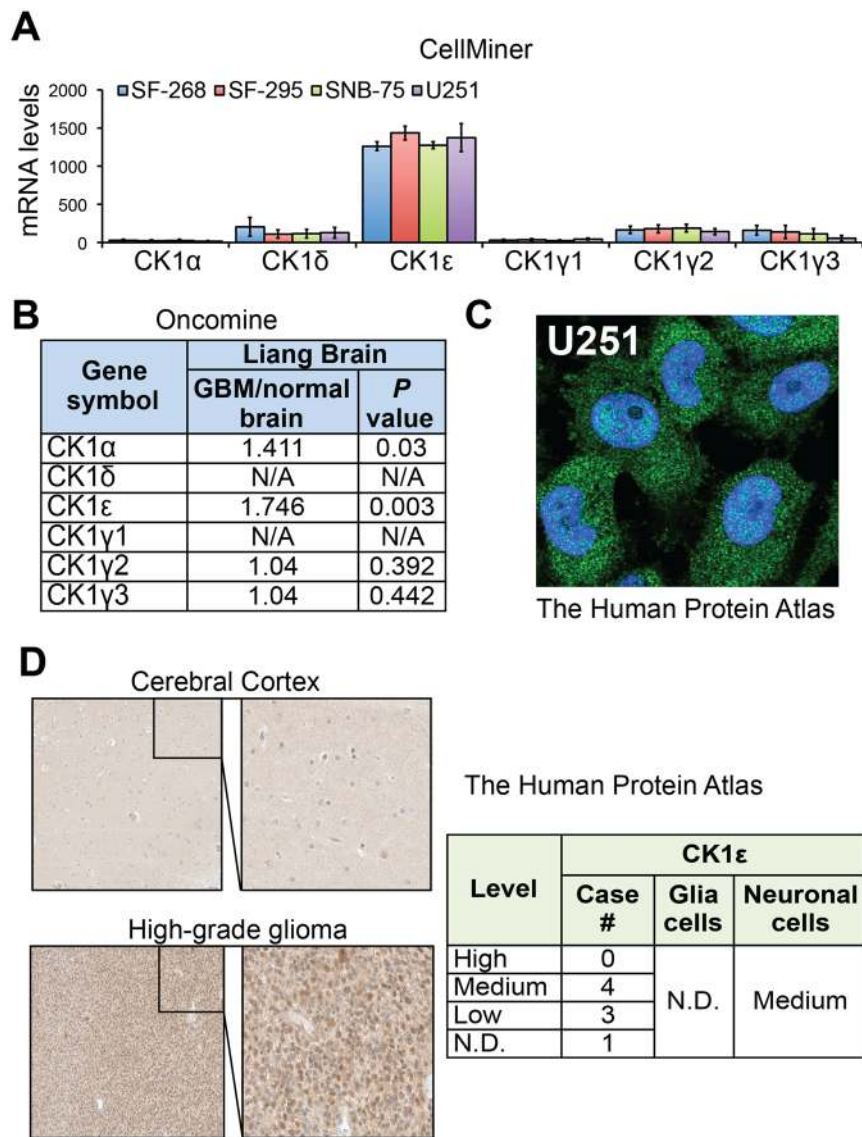 A
CellMiner
mRNA levels
2000
1500
1000
500
0
SF-268 SF-295 SNB-75 U251
CK1α CK1δ CK1ε CK1γ1 CK1γ2 CK1γ3
B
Oncomine
Gene symbol
Liang Brain
GBM/normal brain
P value
CK1α 1.411 0.03
CK1δ N/A N/A
CK1ε 1.746 0.003
CK1γ1 N/A N/A
CK1γ2 1.04 0.392
CK1γ3 1.04 0.442
C
U251
The Human Protein Atlas
D
Cerebral Cortex
High-grade glioma
The Human Protein Atlas
Level
CK1ε
Case #
Glia cells
Neuronal cells
High 0
Medium 4
Low 3
N.D. 1
N.D.
Medium